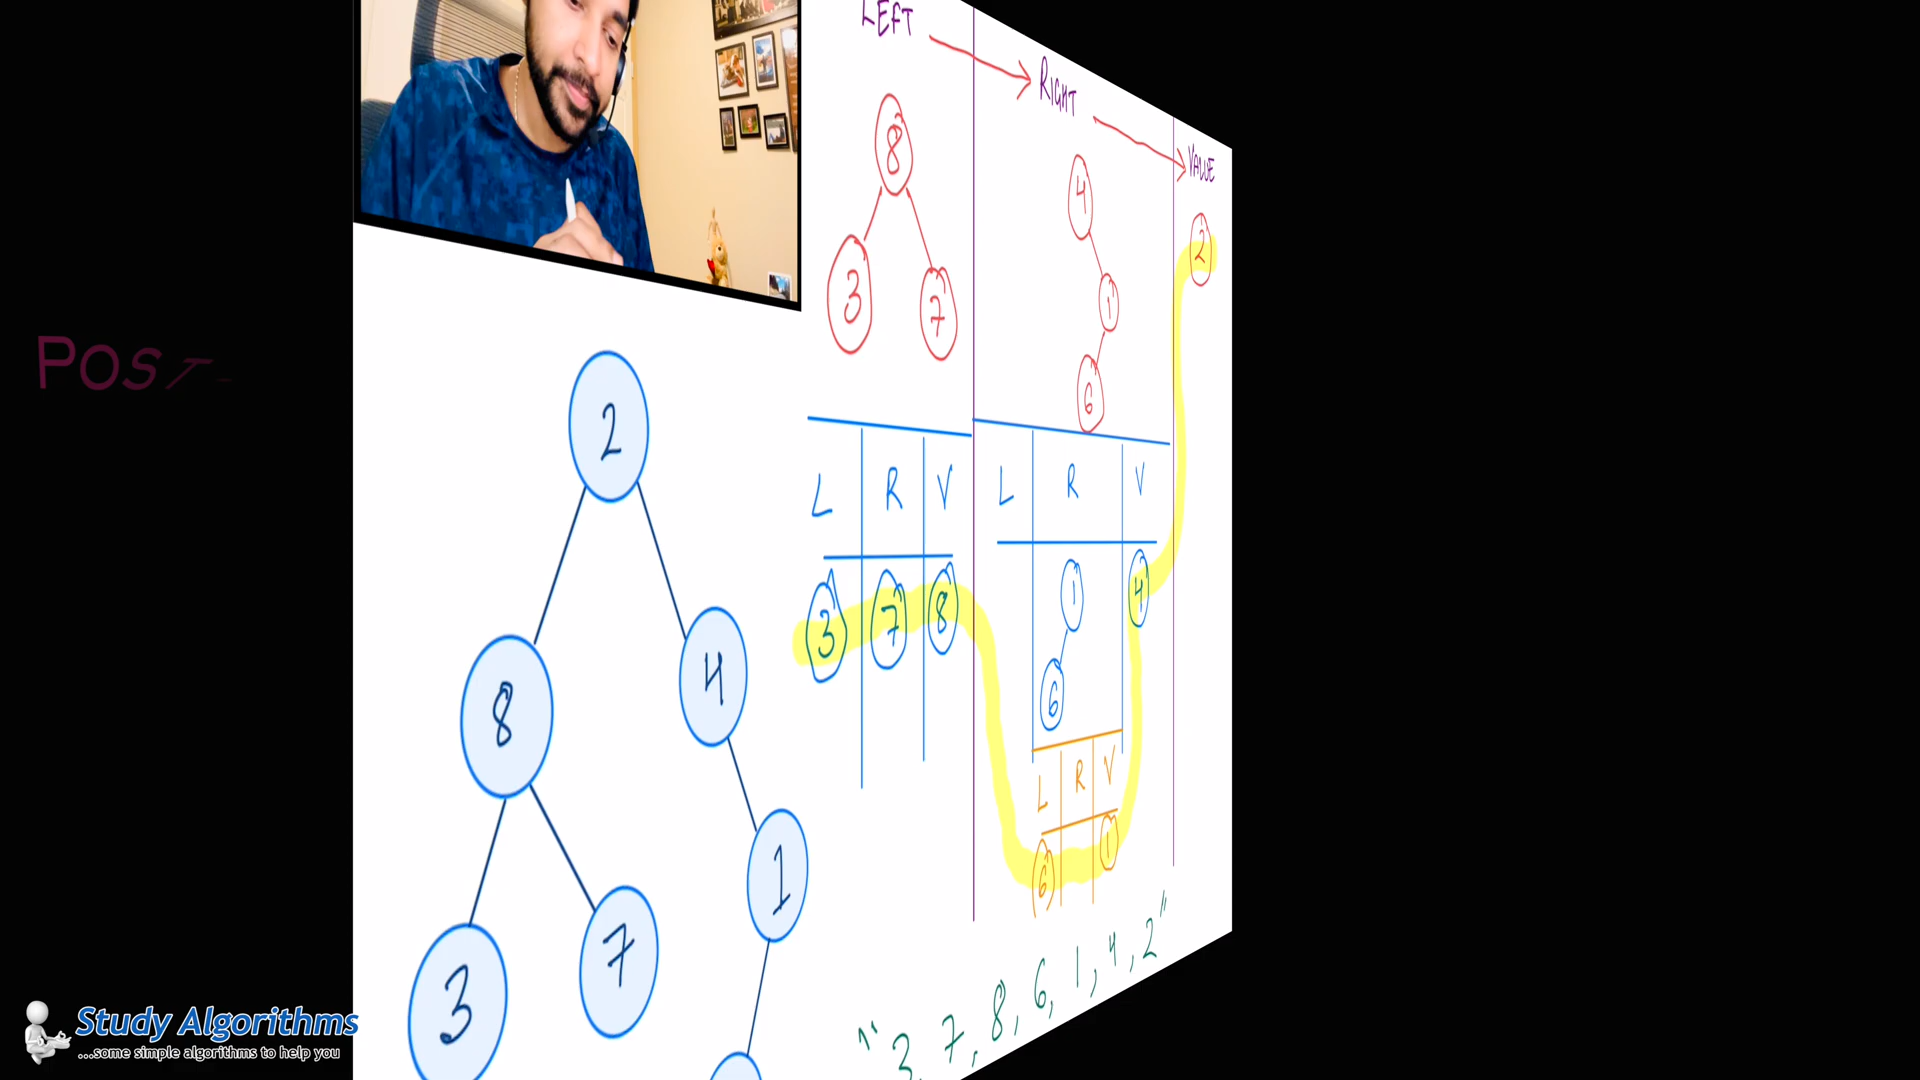 LEFT
RIGHT
VALUE
8
4
2
3
7
1
6
POST-
2
L R V L R V
8
4
3 7 8
1
4
6
L R V
1
6 1
3
7
" 3, 7, 8, 6, 1, 4, 2 "
Study Algorithms
...some simple algorithms to help you